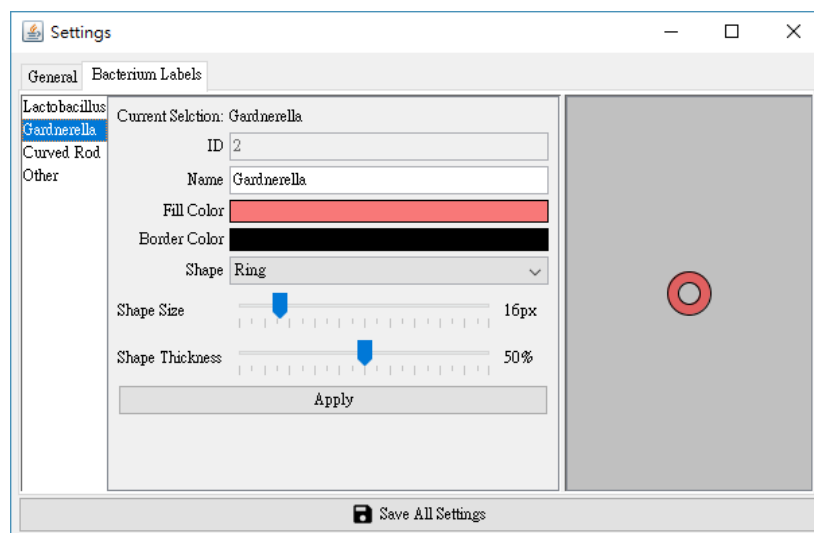 Settings
General Bacterium Labels
Lactobacillus
Gardnerella
Curved Rod
Other
Current Selction: Gardnerella
ID 2
Name Gardnerella
Fill Color
Border Color
Shape Ring
Shape Size 16px
Shape Thickness 50%
Apply
Save All Settings